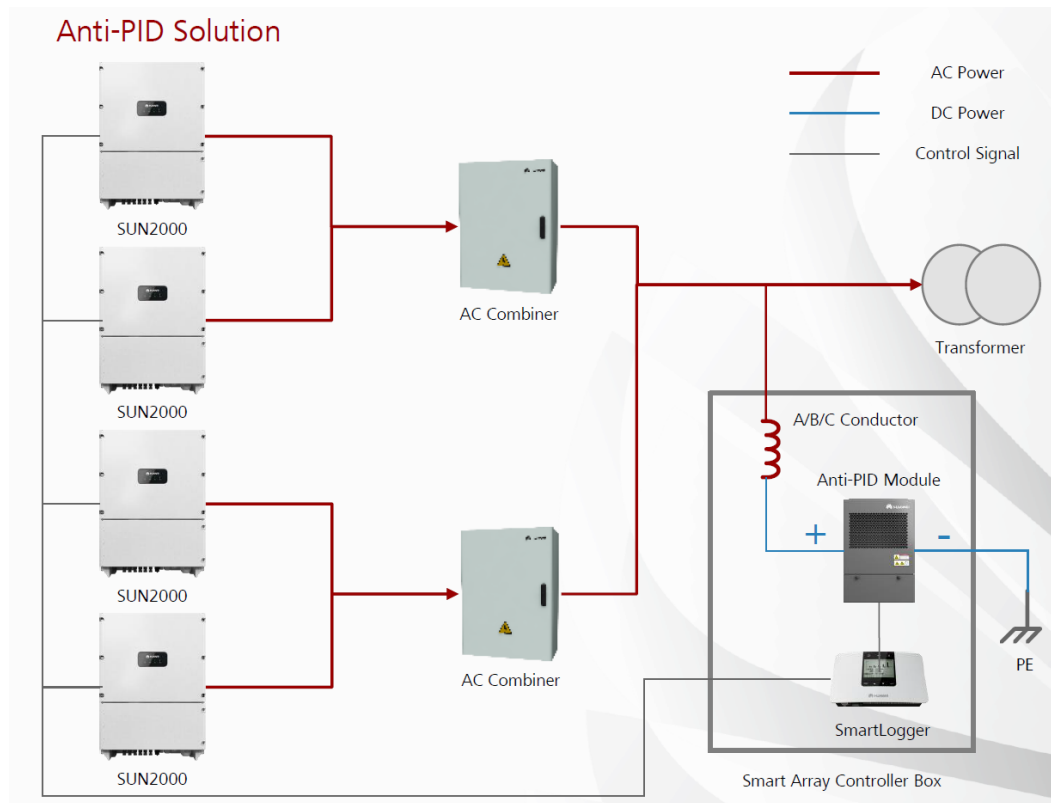 Anti-PID Solution
AC Power
DC Power
Control Signal
SUN2000
SUN2000
AC Combiner
Transformer
A/B/C Conductor
Anti-PID Module
+
-
SUN2000
SUN2000
AC Combiner
PE
SmartLogger
Smart Array Controller Box